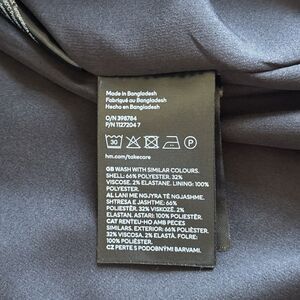 Made in Bangladesh
Fabriqué au Bangladesh
Hecho en Bangladesh
O/N 398784
P/N 1127204 7
30
P
hm.com/takecare
GB WASH WITH SIMILAR COLOURS.
SHELL: 66% POLYESTER, 32%
VISCOSE, 2% ELASTANE. LINING: 100%
POLYESTER.
AL LANI ME NGJYRA TË NGJASHME.
SHTRESA E JASHTME: 66%
POLIESTËR, 32% VISKOZË, 2%
ELASTAN. ASTARI: 100% POLIESTËR.
CAT RENTEU-HO AMB PECES
SIMILARS. EXTERIOR: 66% POLIÈSTER,
32% VISCOSA, 2% ELASTÀ. FOLRE:
100% POLIÈSTER.
CZ PERTE S PODOBNÝMI BARVAMI.